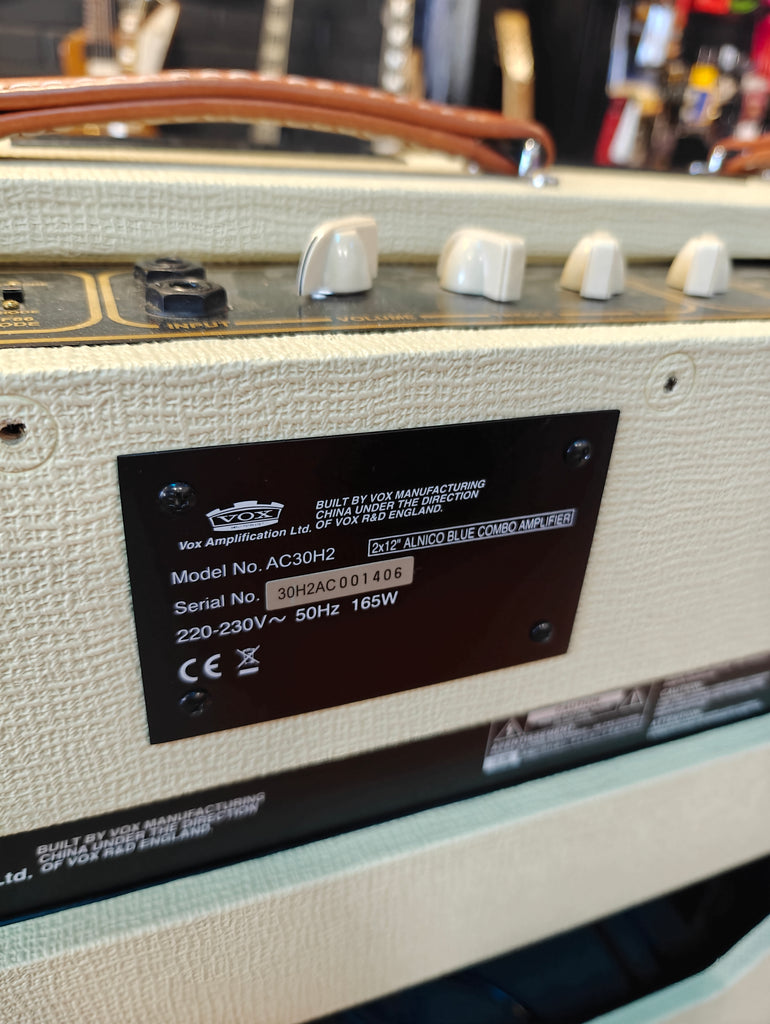 INPUT
VOLUME
VOX
Vox Amplification Ltd.
BUILT BY VOX MANUFACTURING
CHINA UNDER THE DIRECTION
OF VOX R&D ENGLAND.
Model No. AC30H2
2x12" ALNICO BLUE COMBO AMPLIFIER
Serial No. 30H2AC001406
220-230V~ 50Hz 165W
CE
Ltd.
BUILT BY VOX MANUFACTURING
CHINA UNDER THE DIRECTION
OF VOX R&D ENGLAND.